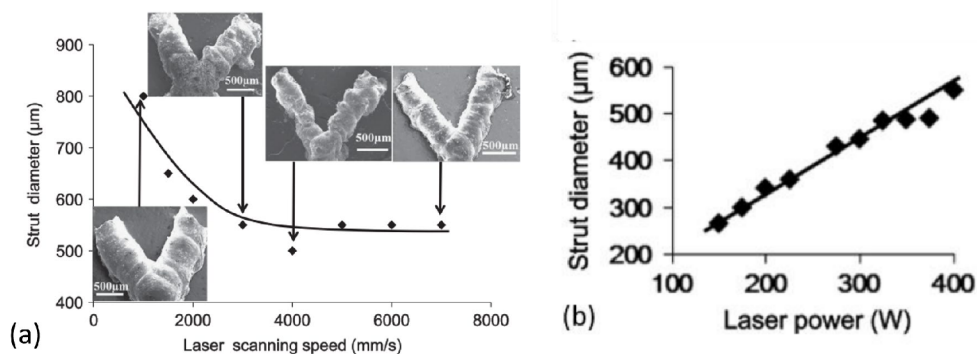 (a)
Strut diameter (µm)
900
800
700
600
500
400
0
2000
4000
6000
8000
Laser scanning speed (mm/s)
500µm
500µm
500µm
500µm
(b)
Strut diameter (µm)
600
500
400
300
200
100
200
300
400
Laser power (W)